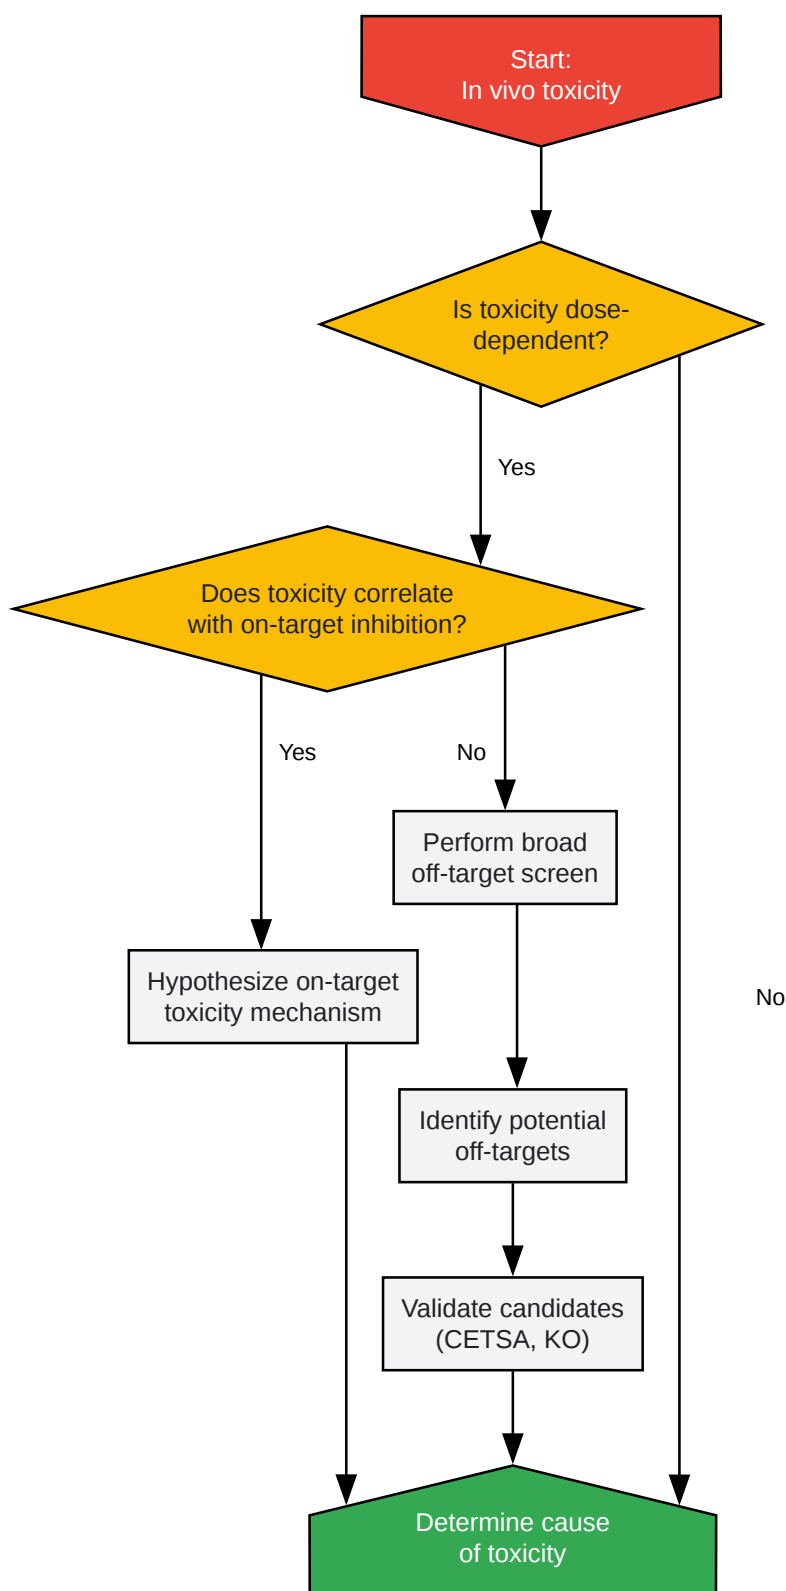 Start:
In vivo toxicity
Is toxicity dose-
dependent?
Yes
Does toxicity correlate
with on-target inhibition?
Yes
No
Perform broad
off-target screen
Hypothesize on-target
toxicity mechanism
No
Identify potential
off-targets
Validate candidates
(CETSA, KO)
Determine cause
of toxicity